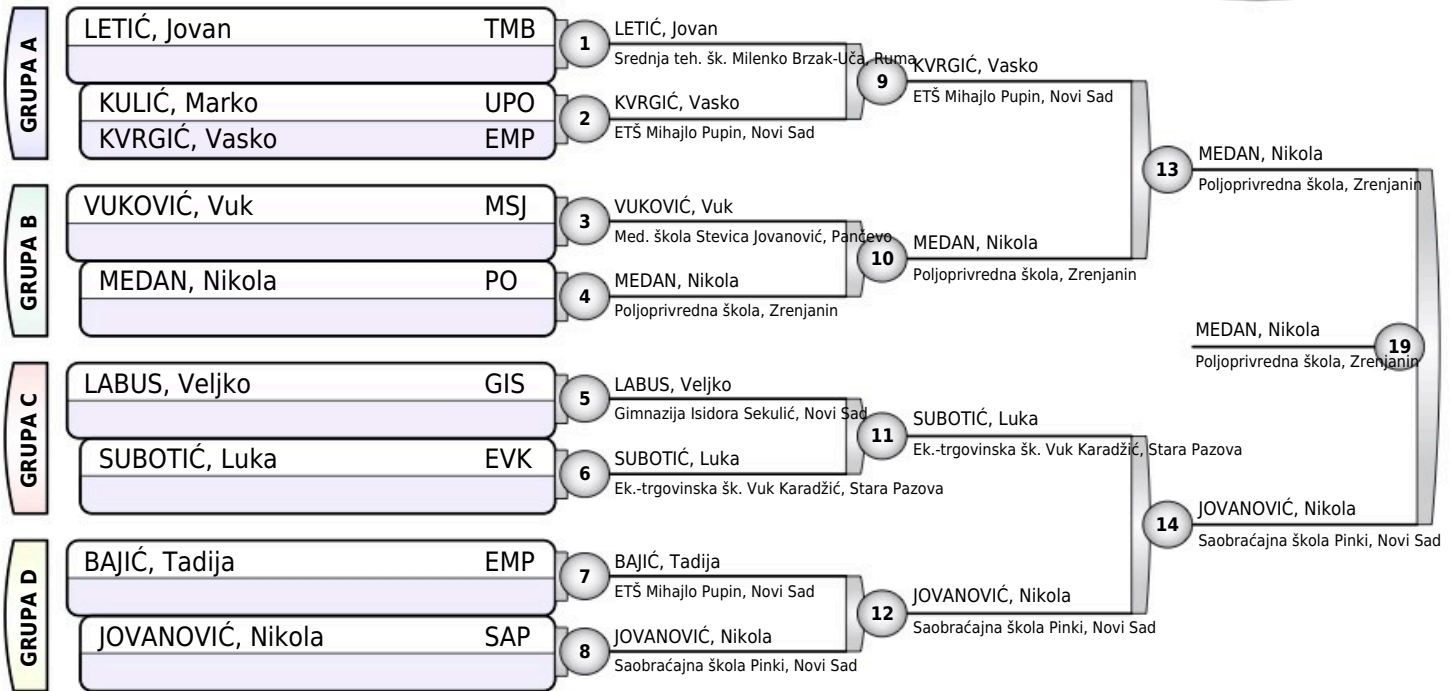 GRUPA A
LETIĆ, Jovan TMB
KULIĆ, Marko UPO
KVRGIĆ, Vasko EMP
1
LETIĆ, Jovan
Srednja teh. šk. Milenko Brzak-Uča, Ruma
2
KVRGIĆ, Vasko
ETŠ Mihajlo Pupin, Novi Sad
9
KVRGIĆ, Vasko
ETŠ Mihajlo Pupin, Novi Sad
GRUPA B
VUKOVIĆ, Vuk MSJ
MEDAN, Nikola PO
3
VUKOVIĆ, Vuk
Med. škola Stevica Jovanović, Pančevo
4
MEDAN, Nikola
Poljoprivredna škola, Zrenjanin
10
MEDAN, Nikola
Poljoprivredna škola, Zrenjanin
13
MEDAN, Nikola
Poljoprivredna škola, Zrenjanin
GRUPA C
LABUS, Veljko GIS
SUBOTIĆ, Luka EVK
5
LABUS, Veljko
Gimnazija Isidora Sekulić, Novi Sad
6
SUBOTIĆ, Luka
Ek.-trgovinska šk. Vuk Karadžić, Stara Pazova
11
SUBOTIĆ, Luka
Ek.-trgovinska šk. Vuk Karadžić, Stara Pazova
GRUPA D
BAJIĆ, Tadija EMP
JOVANOVIĆ, Nikola SAP
7
BAJIĆ, Tadija
ETŠ Mihajlo Pupin, Novi Sad
8
JOVANOVIĆ, Nikola
Saobraćajna škola Pinki, Novi Sad
12
JOVANOVIĆ, Nikola
Saobraćajna škola Pinki, Novi Sad
14
JOVANOVIĆ, Nikola
Saobraćajna škola Pinki, Novi Sad
19
MEDAN, Nikola
Poljoprivredna škola, Zrenjanin